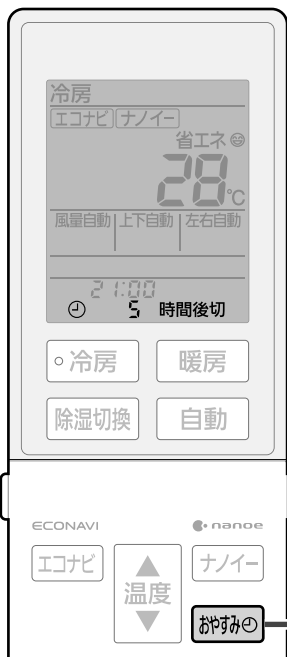 冷房
エコナビ ナノイー
省エネ
28℃
風量自動 上下自動 左右自動
21:00
5 時間後切
冷房 暖房
除湿切換 自動
ECONAVI nanoe
エコナビ 温度 ナノイー
おやすみ